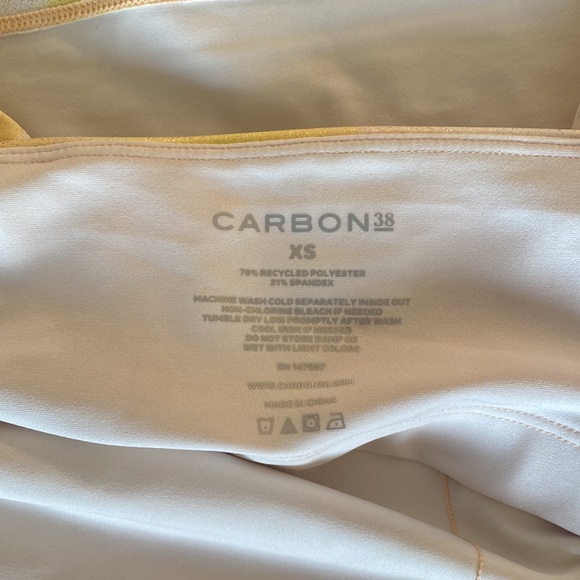 CARBON38
XS
79% RECYCLED POLYESTER
21% SPANDEX
MACHINE WASH COLD SEPARATELY INSIDE OUT
NON-CHLORINE BLEACH IF NEEDED
TUMBLE DRY LOW PROMPTLY AFTER WASH
COOL IRON IF NEEDED
DO NOT STORE DAMP OR
WET WITH LIGHT COLORS
RN
WWW.CARBON38.COM
MADE IN CHINA